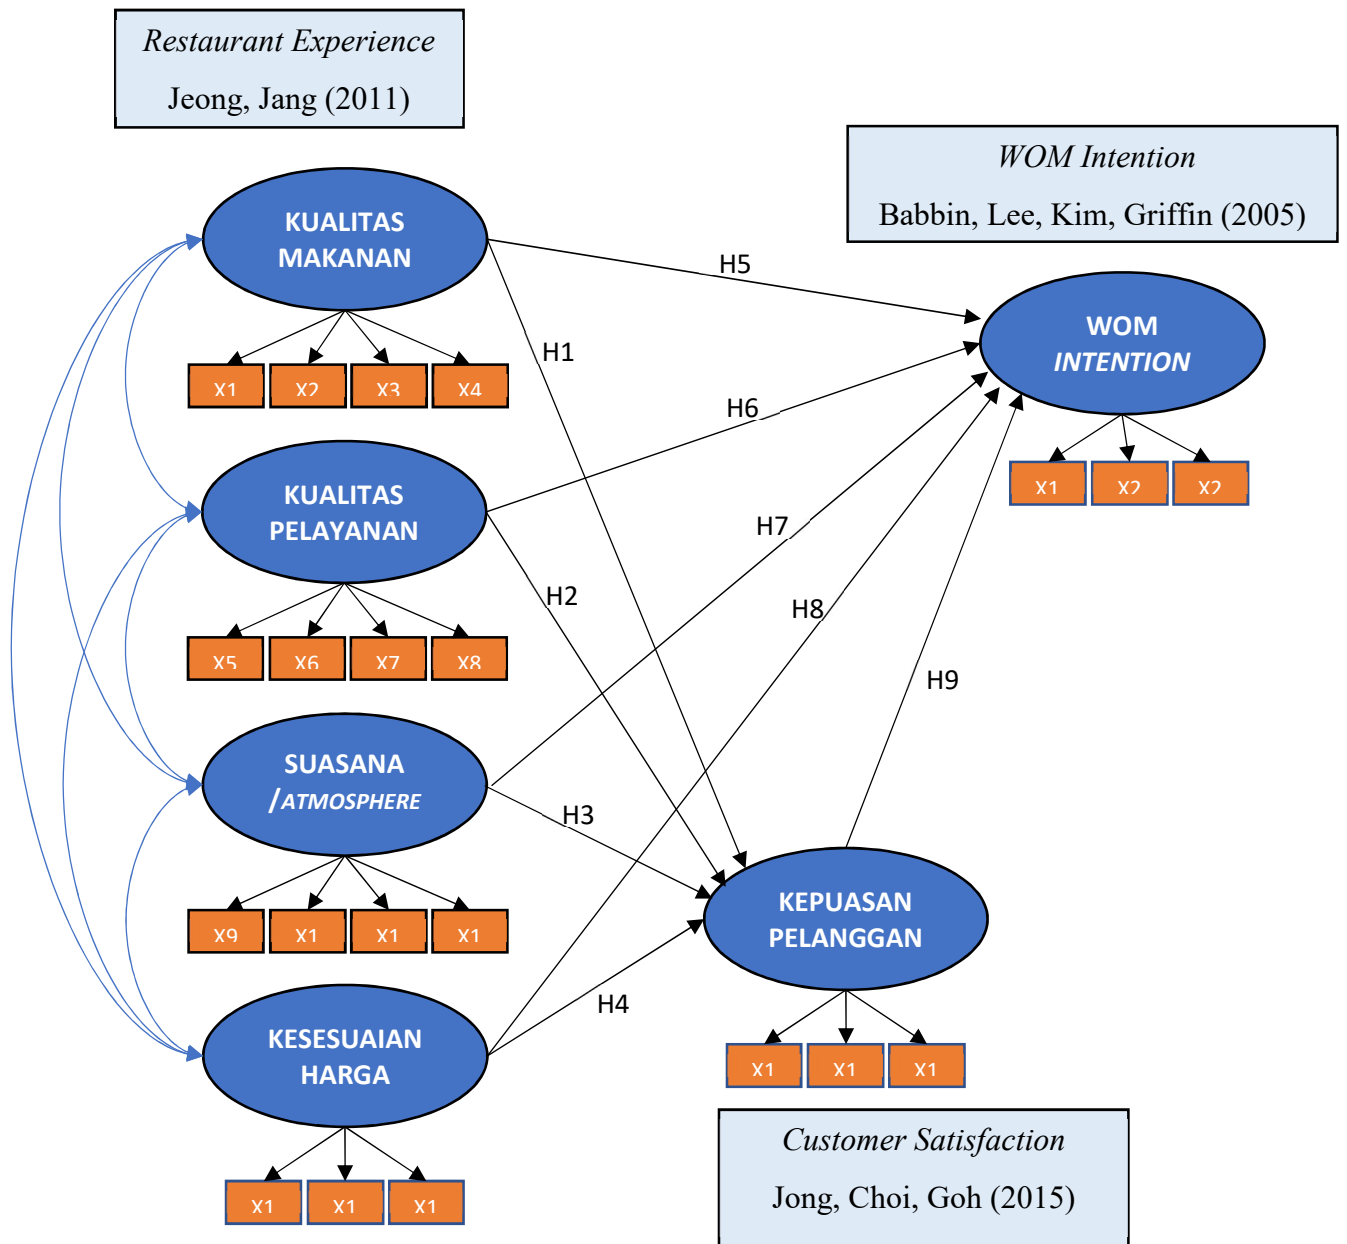 Restaurant Experience
Jeong, Jang (2011)
WOM Intention
Babbin, Lee, Kim, Griffin (2005)
KUALITAS
MAKANAN
H5
WOM
INTENTION
H1
X1 X2 X3 X4
H6
KUALITAS
PELAYANAN
X1 X2 X2
H7
H2
H8
X5 X6 X7 X8
H9
SUASANA
/ATMOSPHERE
H3
KEPUASAN
PELANGGAN
X9 X1 X1 X1
H4
KESESUAIAN
HARGA
X1 X1 X1
Customer Satisfaction
Jong, Choi, Goh (2015)
X1 X1 X1